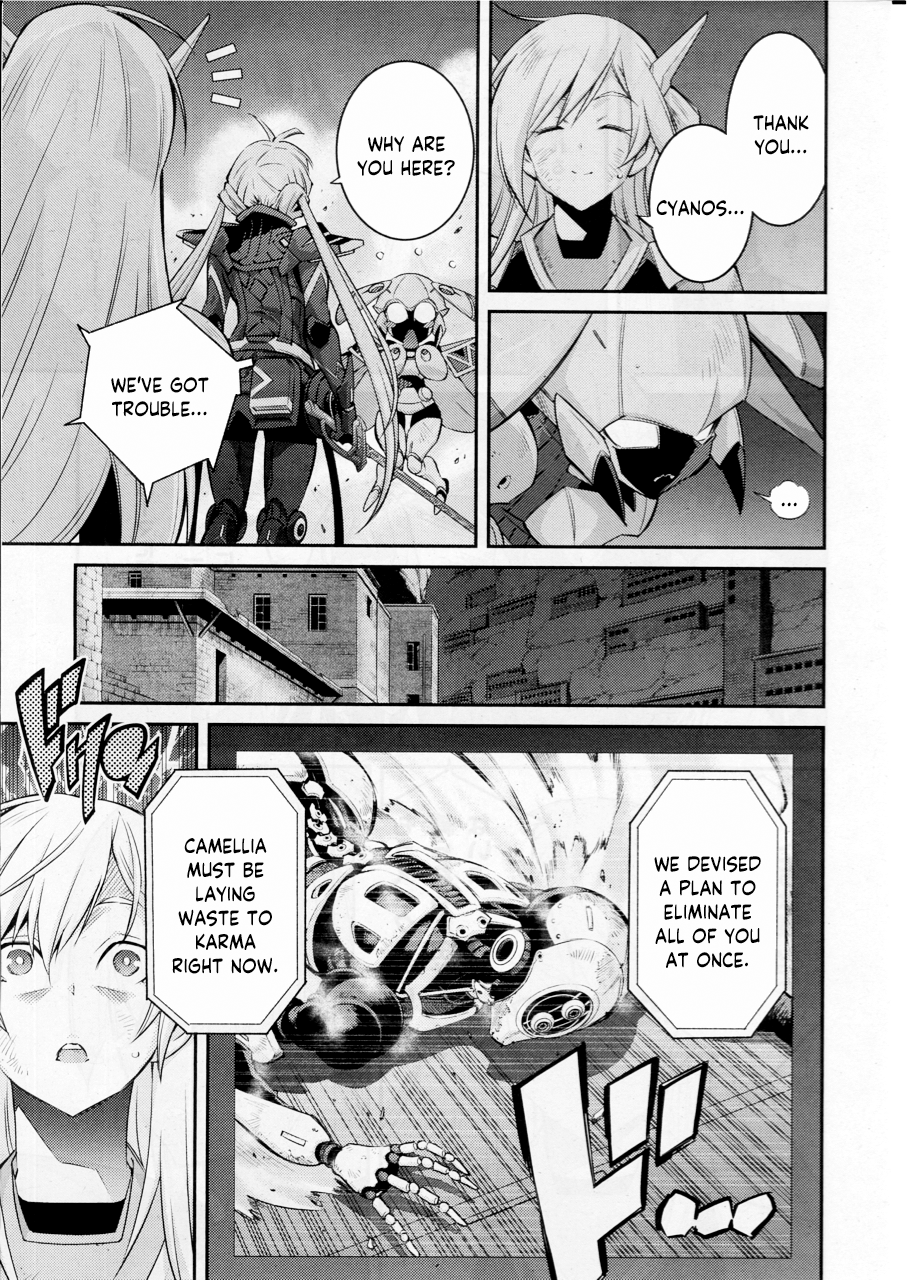 THANK
YOU...
CYANOS...
...
WHY ARE
YOU HERE?
WE'VE GOT
TROUBLE...
WE DEVISED
A PLAN TO
ELIMINATE
ALL OF YOU
AT ONCE.
CAMELLIA
MUST BE
LAYING
WASTE TO
KARMA
RIGHT NOW.